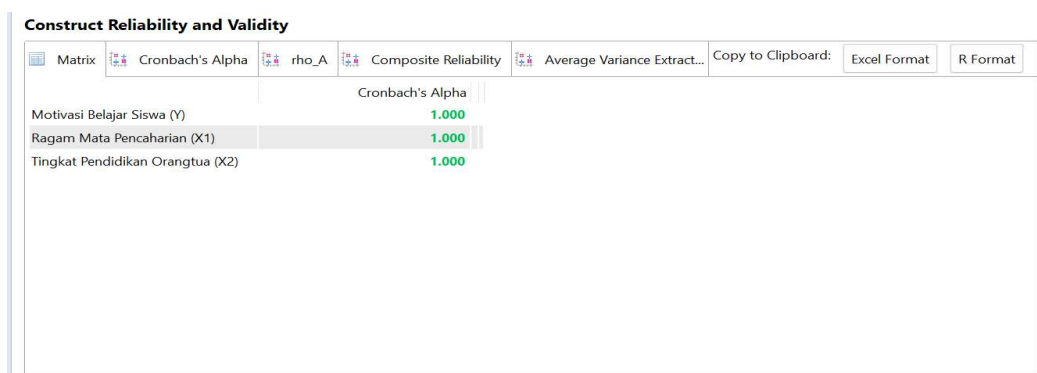 Construct Reliability and Validity
Matrix Cronbach's Alpha rho_A Composite Reliability Average Variance Extract... Copy to Clipboard: Excel Format R Format
Cronbach's Alpha
Motivasi Belajar Siswa (Y) 1.000
Ragam Mata Pencaharian (X1) 1.000
Tingkat Pendidikan Orangtua (X2) 1.000